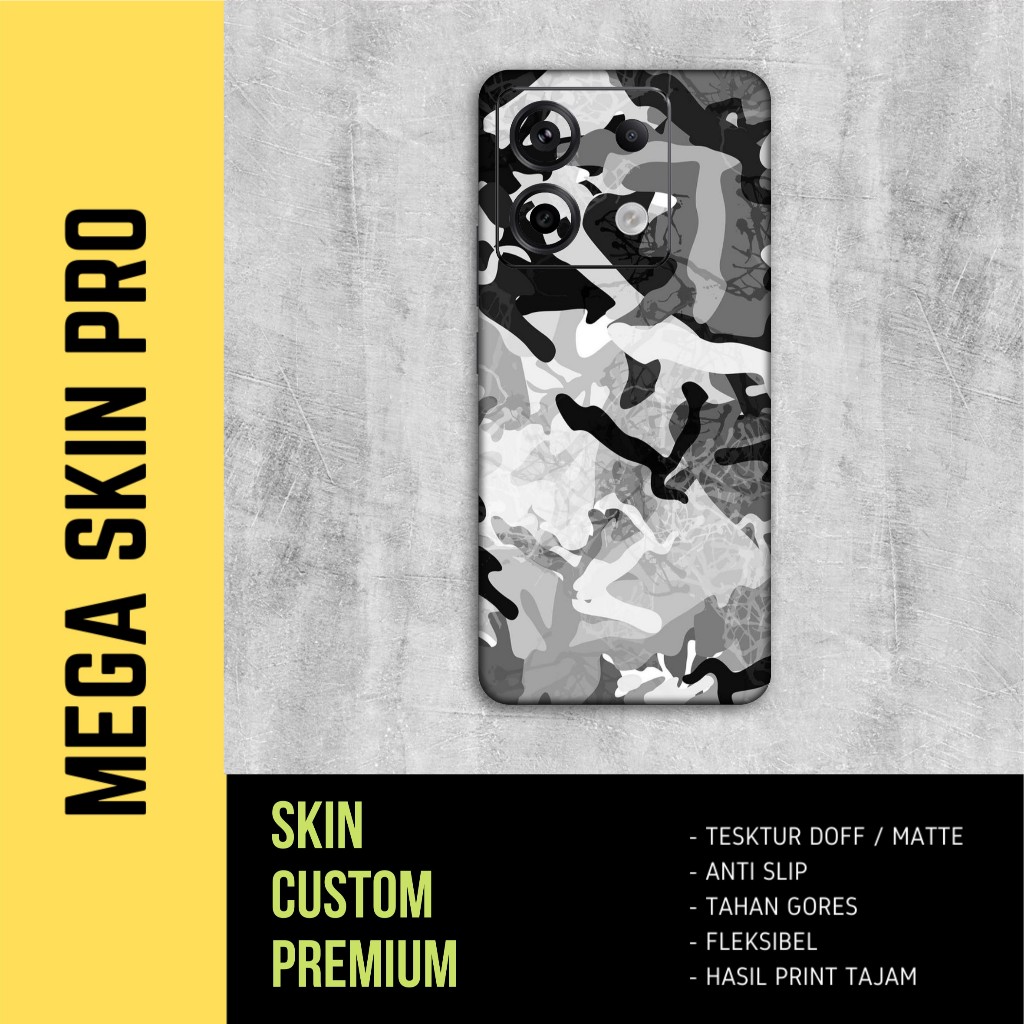 MEGA SKIN PRO
SKIN
CUSTOM
PREMIUM
- TESKTUR DOFF / MATTE
- ANTI SLIP
- TAHAN GORES
- FLEKSIBEL
- HASIL PRINT TAJAM